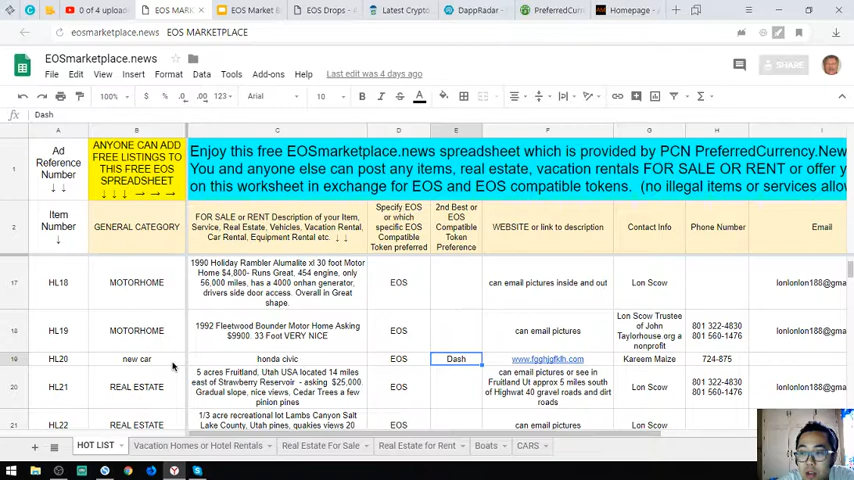 0 of 4 upload
EOS MARK
EOS Market B
EOS Drops - A
Latest Crypto
DappRadar -
PreferredCurr
Homepage -
eosmarketplace.news EOS MARKETPLACE
EOSmarketplace.news
File Edit View Insert Format Data Tools Add-ons Help Last edit was 4 days ago
SHARE
100% $ % .0 .00 123 Arial 10 B I S A
fx Dash
A B C D E F G H I
1
Ad Reference Number ↓ ↓
ANYONE CAN ADD FREE LISTINGS TO THIS FREE EOS SPREADSHEET ↓ ↓ ↓ → → →
Enjoy this free EOSmarketplace.news spreadsheet which is provided by PCN PreferredCurrency.New
You and anyone else can post any items, real estate, vacation rentals FOR SALE OR RENT or offer y
on this worksheet in exchange for EOS and EOS compatible tokens. (no illegal items or services allow
2
Item Number ↓
GENERAL CATEGORY
FOR SALE or RENT Description of your Item, Service, Real Estate, Vehicles, Vacation Rental, Car Rental, Equipment Rental etc. ↓ ↓
Specify EOS or which specific EOS Compatible Token preferred
2nd Best or EOS Compatible Token Preference
WEBSITE or link to description
Contact Info
Phone Number
Email
17
HL18
MOTORHOME
1990 Holiday Rambler Alumalite xl 30 foot Motor Home $4,800- Runs Great, 454 engine, only 56,000 miles, has a 4000 onhan generator, drivers side door access. Overall in Great shape.
EOS
can email pictures inside and out
Lon Scow
lonlonlon188@gma
18
HL19
MOTORHOME
1992 Fleetwood Bounder Motor Home Asking $9900. 33 Foot VERY NICE
EOS
can email pictures
Lon Scow Trustee of John Taylorhouse.org a nonprofit
801 322-4830
801 560-1476
lonlonlon188@gma
19
HL20
new car
honda civic
EOS
Dash
www.fgghjgfklh.com
Kareem Maize
724-875
20
HL21
REAL ESTATE
5 acres Fruitland, Utah USA located 14 miles east of Strawberry Reservoir - asking $25,000. Gradual slope, nice views, Cedar Trees a few pinion pines
EOS
can email pictures or see in Fruitland Ut approx 5 miles south of Highwat 40 gravel roads and dirt roads
Lon Scow
801 322-4830
801 560-1476
lonlonlon188@gma
21
HL22
REAL ESTATE
1/3 acre recreational lot Lambs Canyon Salt Lake County, Utah pines, quakies views 20
EOS
can email pictures
Lon Scow
801 322-4830
lonlonlon188@gma
+ HOT LIST Vacation Homes or Hotel Rentals Real Estate For Sale Real Estate for Rent Boats CARS